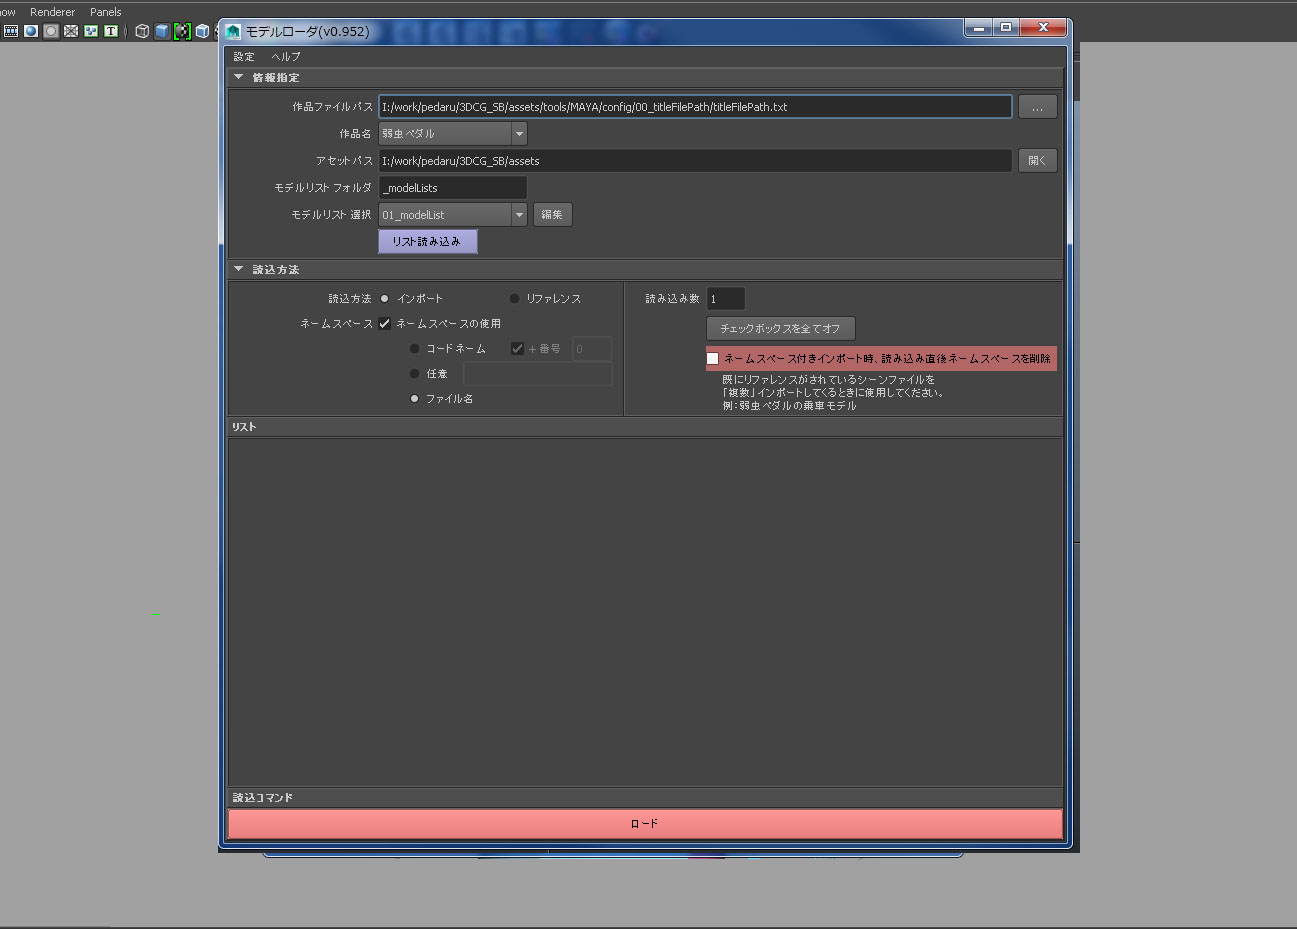 Renderer Panels
T
モデルローダ(v0.952)
設定 ヘルプ
情報指定
作品ファイルパス I:/work/pedaru/3DCG_SB/assets/tools/MAYA/config/00_titleFilePath/titleFilePath.txt ...
作品名 弱虫ペダル
アセットパス I:/work/pedaru/3DCG_SB/assets 開く
モデルリストフォルダ _modelLists
モデルリスト選択 01_modelList 編集
リスト読み込み
読込方法
読込方法 インポート リファレンス 読み込み数 1
ネームスペース ネームスペースの使用
チェックボックスを全てオフ
コードネーム +番号 0
ネームスペース付きインポート時、読み込み直後ネームスペースを削除
任意
既にリファレンスがされているシーンファイルを
「複数」インポートしてくるときに使用してください。
ファイル名
例：弱虫ペダルの乗車モデル
リスト
読込コマンド
ロード